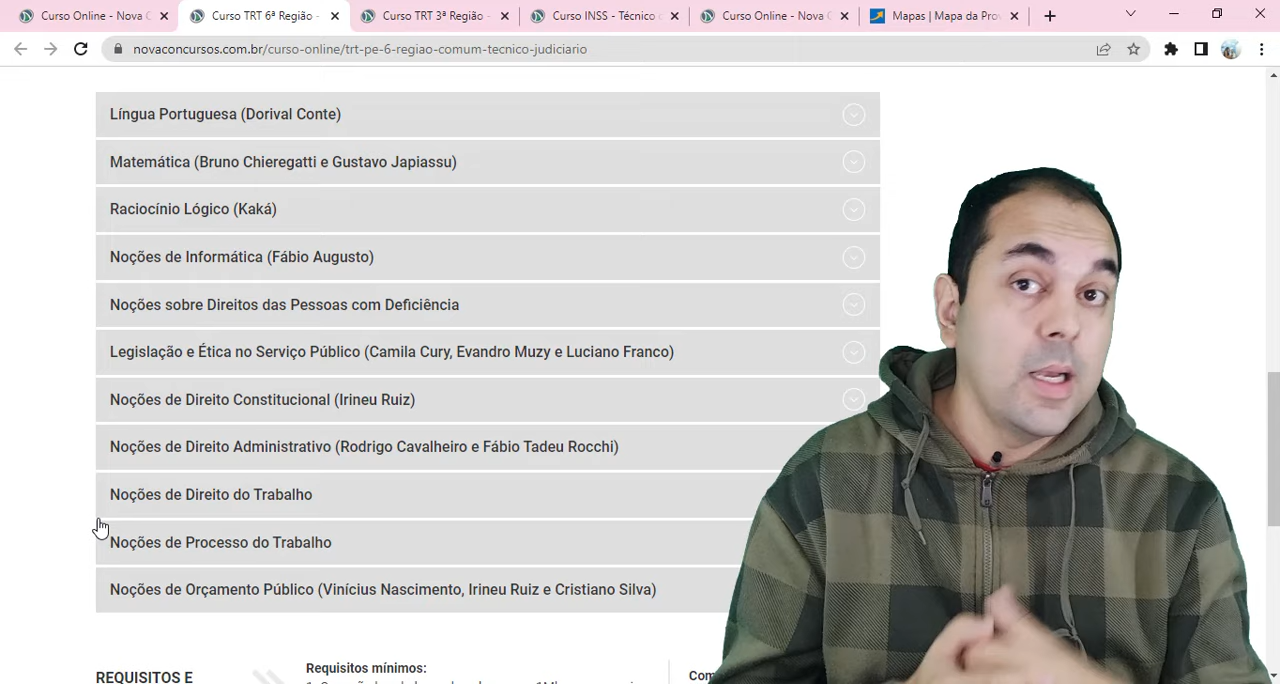 Curso Online - Nova C
Curso TRT 6ª Região -
Curso TRT 3ª Região -
Curso INSS - Técnico
Curso Online - Nova C
Mapas | Mapa da Pro
novaconcursos.com.br/curso-online/trt-pe-6-regiao-comum-tecnico-judiciario
Língua Portuguesa (Dorival Conte)
Matemática (Bruno Chieregatti e Gustavo Japiassu)
Raciocínio Lógico (Kaká)
Noções de Informática (Fábio Augusto)
Noções sobre Direitos das Pessoas com Deficiência
Legislação e Ética no Serviço Público (Camila Cury, Evandro Muzy e Luciano Franco)
Noções de Direito Constitucional (Irineu Ruiz)
Noções de Direito Administrativo (Rodrigo Cavalheiro e Fábio Tadeu Rocchi)
Noções de Direito do Trabalho
Noções de Processo do Trabalho
Noções de Orçamento Público (Vinícius Nascimento, Irineu Ruiz e Cristiano Silva)
REQUISITOS E
Requisitos mínimos:
Com